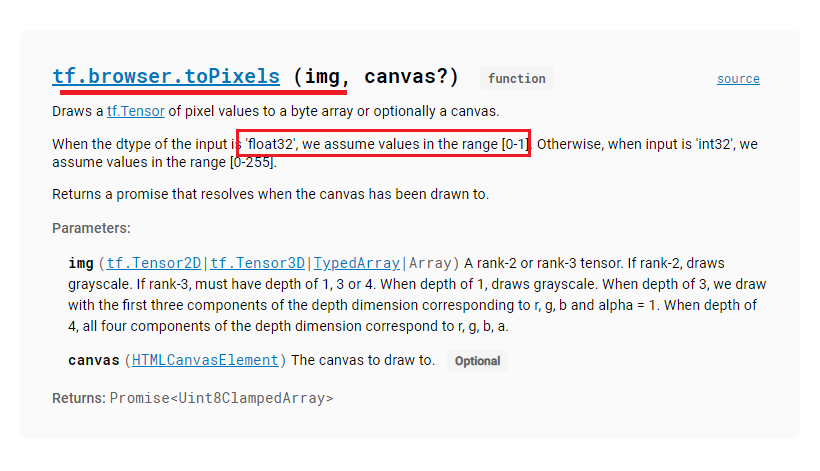 tf.browser.toPixels (img, canvas?) function source
Draws a tf.Tensor of pixel values to a byte array or optionally a canvas.
When the dtype of the input is 'float32', we assume values in the range [0-1]. Otherwise, when input is 'int32', we
assume values in the range [0-255].
Returns a promise that resolves when the canvas has been drawn to.
Parameters:
img (tf.Tensor2D|tf.Tensor3D|TypedArray|Array) A rank-2 or rank-3 tensor. If rank-2, draws
grayscale. If rank-3, must have depth of 1, 3 or 4. When depth of 1, draws grayscale. When depth of 3, we draw
with the first three components of the depth dimension corresponding to r, g, b and alpha = 1. When depth of
4, all four components of the depth dimension correspond to r, g, b, a.
canvas (HTMLCanvasElement) The canvas to draw to. Optional
Returns: Promise<Uint8ClampedArray>